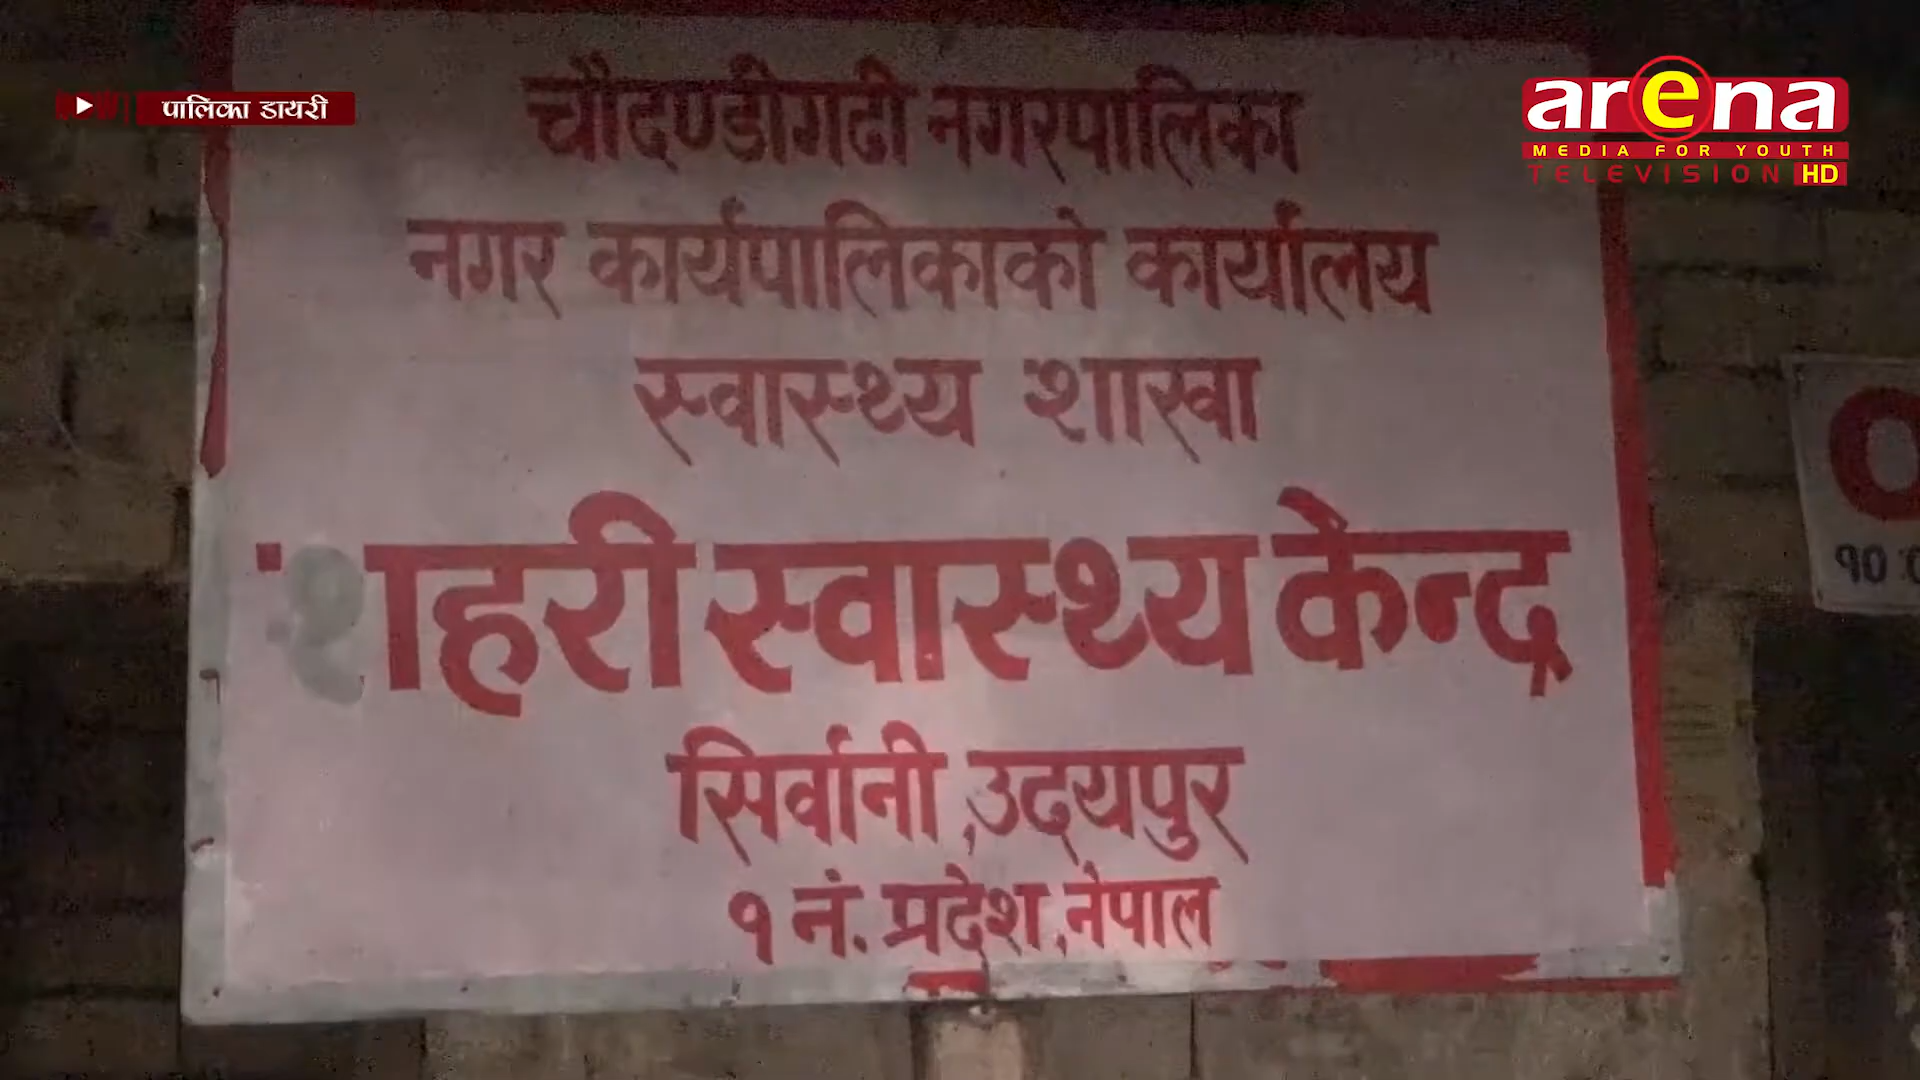 पालिका डायरी
arena
MEDIA FOR YOUTH
TELEVISION HD
चौदण्डीगढी नगरपालिका
नगर कार्यपालिकाको कार्यालय
स्वास्थ्य शाखा
शहरी स्वास्थ्य केन्द्र
सिर्वानी, उदयपुर
१ नं. प्रदेश, नेपाल